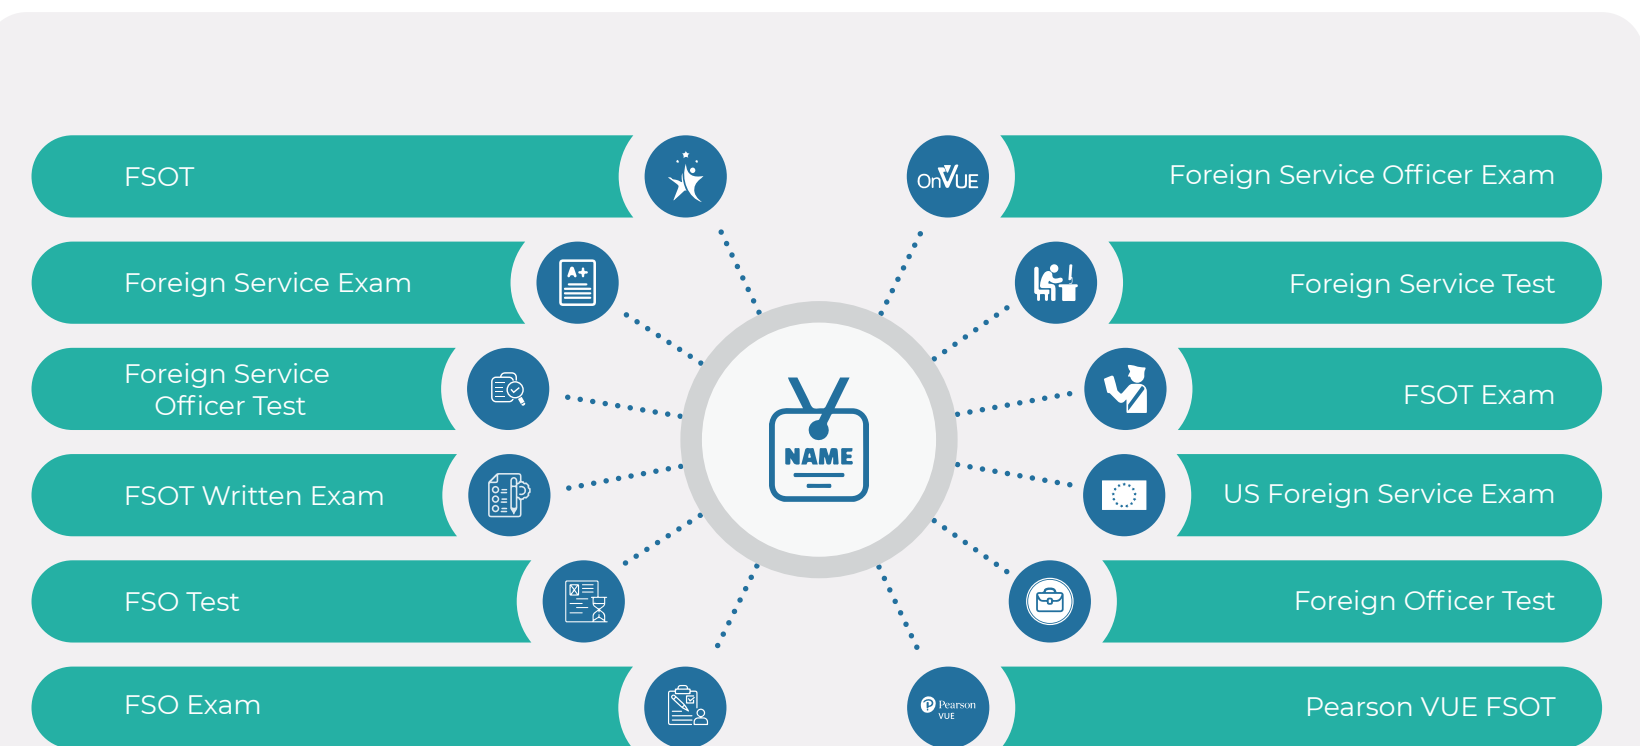 FSOT
OnVUE
Foreign Service Officer Exam
Foreign Service Exam
A+
Foreign Service Test
Foreign Service
Officer Test
FSOT Exam
NAME
FSOT Written Exam
US Foreign Service Exam
FSO Test
Foreign Officer Test
FSO Exam
Pearson
VUE
Pearson VUE FSOT